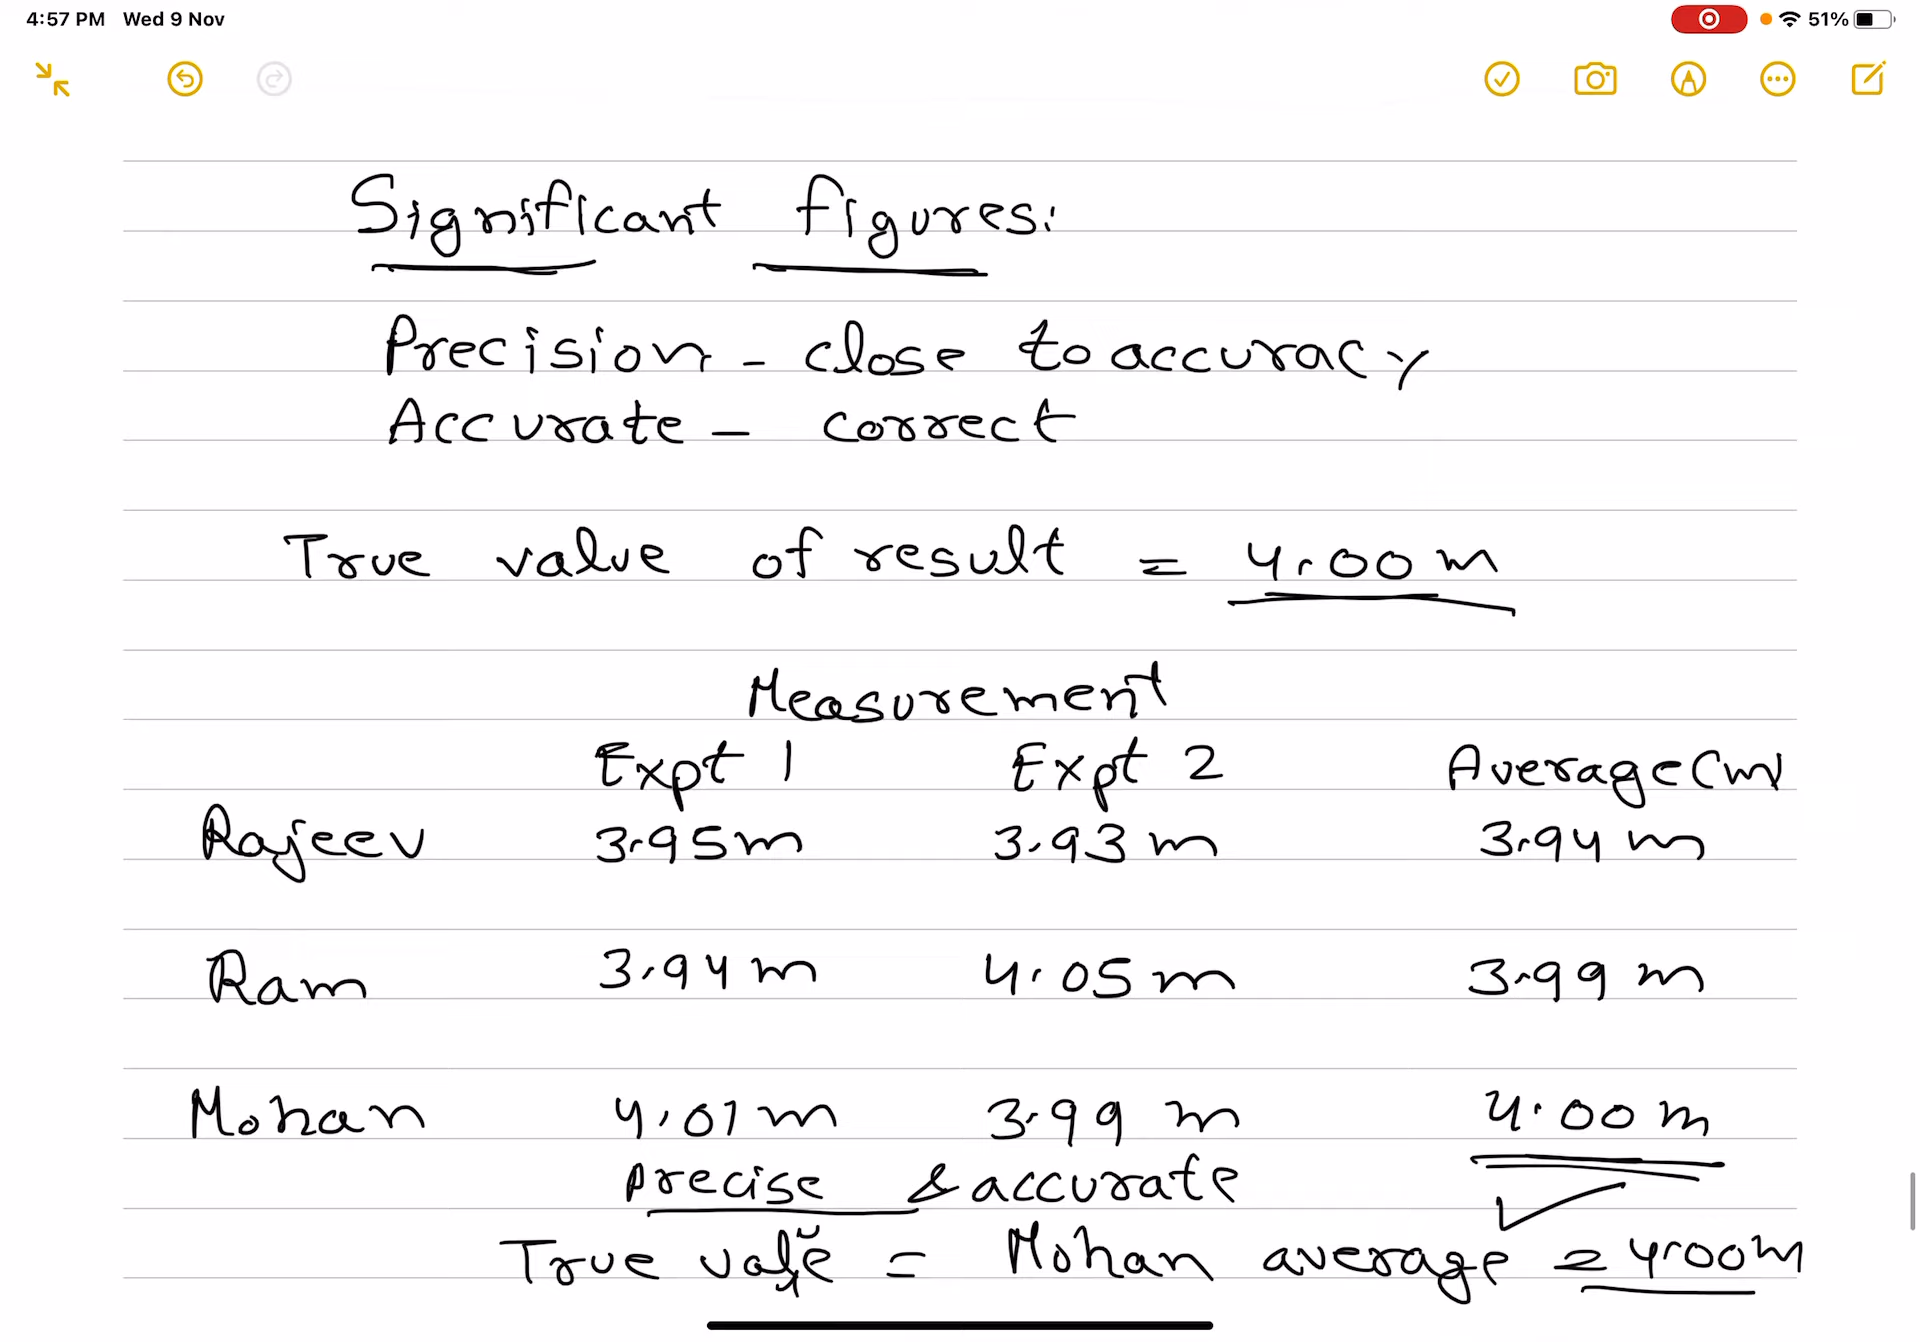 4:57 PM Wed 9 Nov 51%
Significant figures:
Precision - close to accuracy
Accurate - correct
True value of result = 4.00 m
Measurement
Expt 1 Expt 2 Average (m)
Rajeev 3.95 m 3.93 m 3.94 m
Ram 3.94 m 4.05 m 3.99 m
Mohan 4.01 m 3.99 m 4.00 m
precise & accurate
True value = Mohan average = 4.00 m